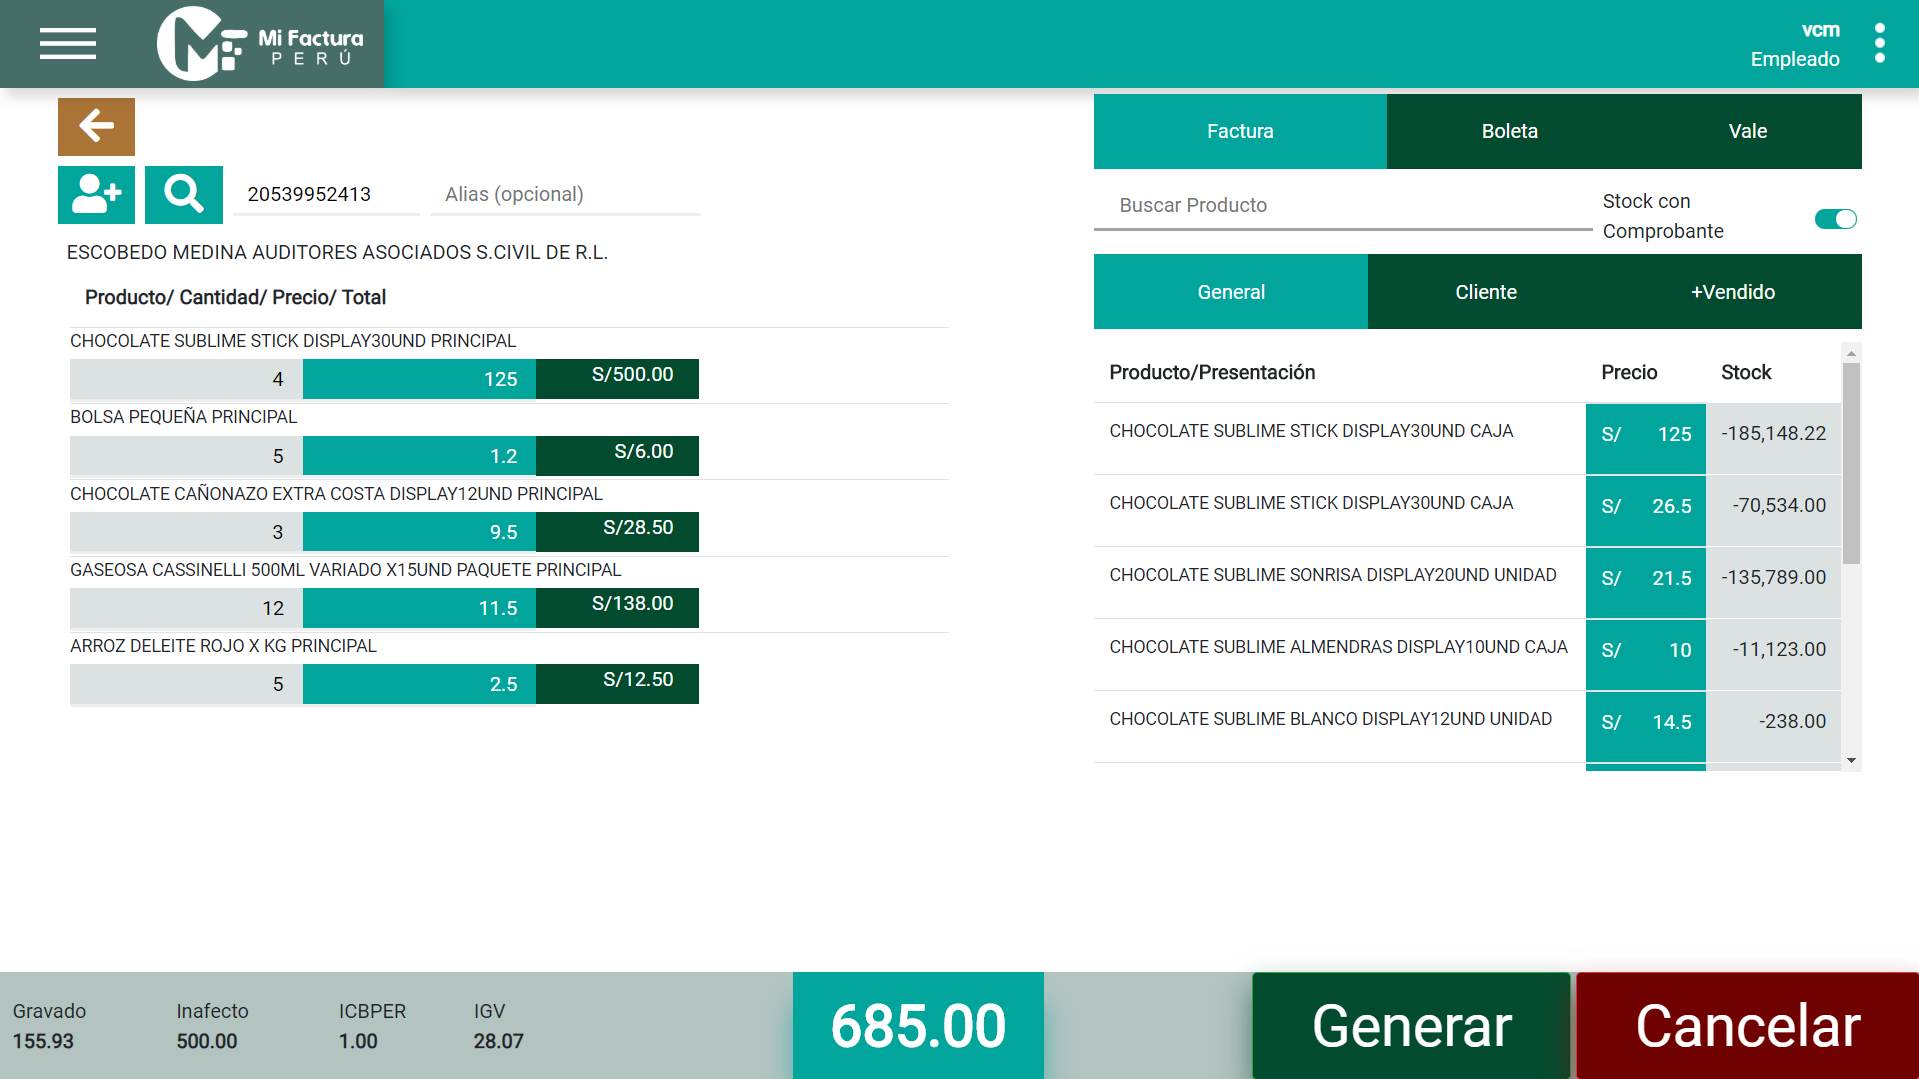 Mi Factura
PERÚ
vcm
Empleado
20539952413
Alias (opcional)
ESCOBEDO MEDINA AUDITORES ASOCIADOS S.CIVIL DE R.L.
Producto/ Cantidad/ Precio/ Total
CHOCOLATE SUBLIME STICK DISPLAY30UND PRINCIPAL
4 125 S/500.00
BOLSA PEQUEÑA PRINCIPAL
5 1.2 S/6.00
CHOCOLATE CAÑONAZO EXTRA COSTA DISPLAY12UND PRINCIPAL
3 9.5 S/28.50
GASEOSA CASSINELLI 500ML VARIADO X15UND PAQUETE PRINCIPAL
12 11.5 S/138.00
ARROZ DELEITE ROJO X KG PRINCIPAL
5 2.5 S/12.50
Factura Boleta Vale
Buscar Producto
Stock con
Comprobante
General Cliente +Vendido
Producto/Presentación Precio Stock
CHOCOLATE SUBLIME STICK DISPLAY30UND CAJA S/ 125 -185,148.22
CHOCOLATE SUBLIME STICK DISPLAY30UND CAJA S/ 26.5 -70,534.00
CHOCOLATE SUBLIME SONRISA DISPLAY20UND UNIDAD S/ 21.5 -135,789.00
CHOCOLATE SUBLIME ALMENDRAS DISPLAY10UND CAJA S/ 10 -11,123.00
CHOCOLATE SUBLIME BLANCO DISPLAY12UND UNIDAD S/ 14.5 -238.00
Gravado Inafecto ICBPER IGV
155.93 500.00 1.00 28.07
685.00
Generar
Cancelar